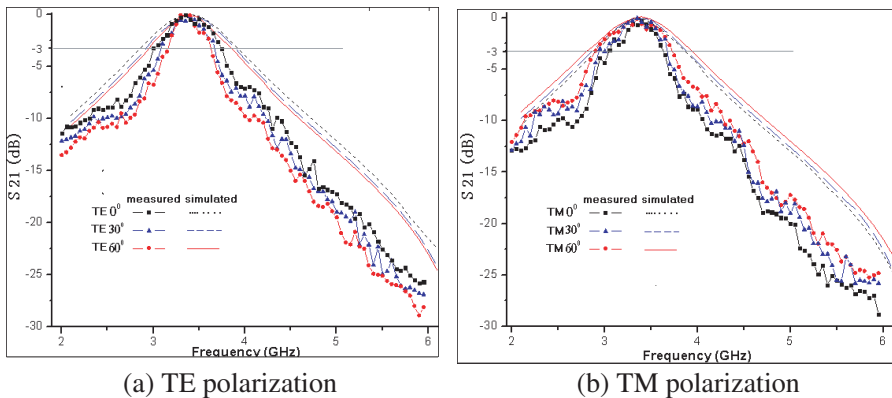 0
-3
-5
-10
-15
-20
-25
-30
S 21 (dB)
measured simulated
TE 0⁰
TE 30⁰
TE 60⁰
2 3 4 5 6
Frequency (GHz)
(a) TE polarization
0
-3
-5
-10
-15
-20
-25
-30
S 21 (dB)
measured simulated
TM 0⁰
TM 30⁰
TM 60⁰
2 3 4 5 6
Frequency (GHz)
(b) TM polarization